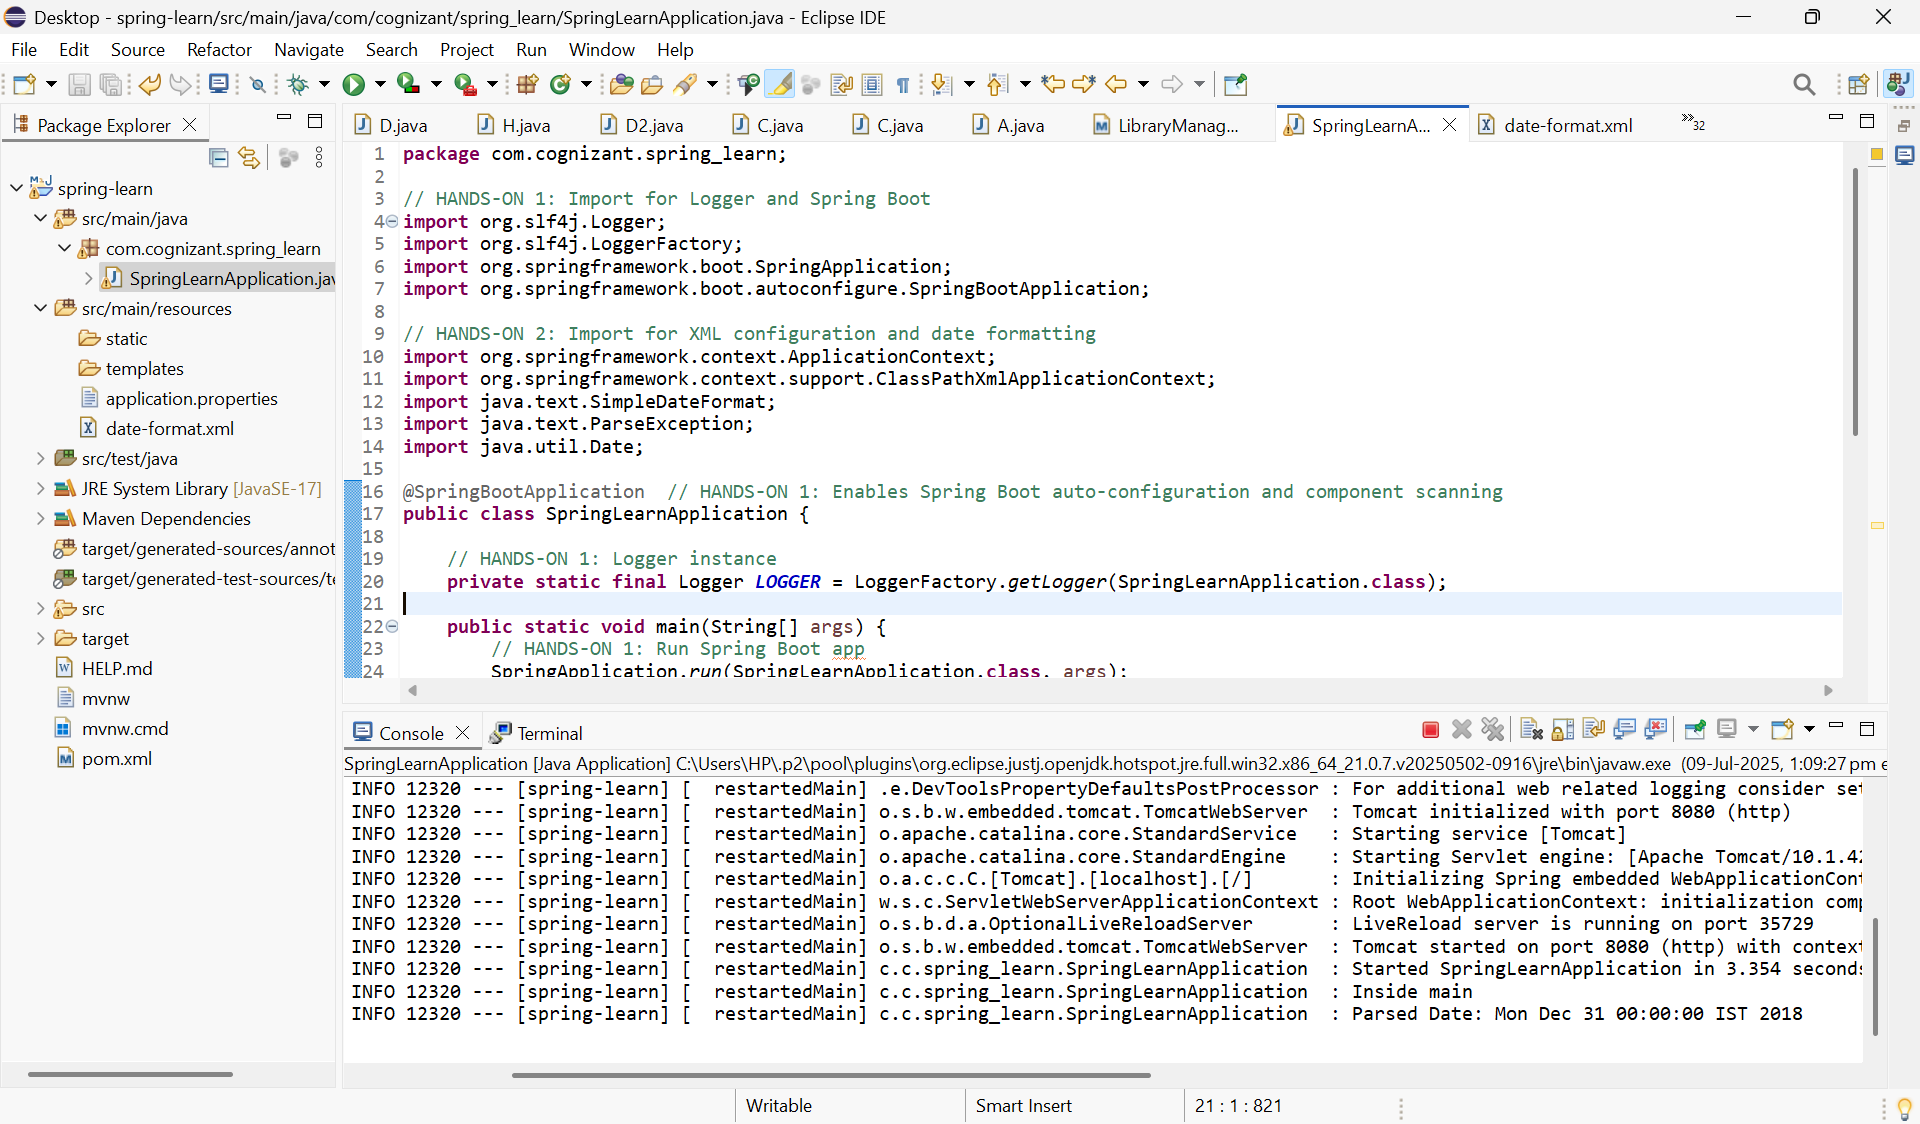 Desktop - spring-learn/src/main/java/com/cognizant/spring_learn/SpringLearnApplication.java - Eclipse IDE
File Edit Source Refactor Navigate Search Project Run Window Help
Package Explorer
D.java H.java D2.java C.java C.java A.java LibraryManag... SpringLearnA... date-format.xml »32
spring-learn
src/main/java
com.cognizant.spring_learn
SpringLearnApplication.jav
src/main/resources
static
templates
application.properties
date-format.xml
src/test/java
JRE System Library [JavaSE-17]
Maven Dependencies
target/generated-sources/annot
target/generated-test-sources/te
src
target
HELP.md
mvnw
mvnw.cmd
pom.xml
1 package com.cognizant.spring_learn;
2
3 // HANDS-ON 1: Import for Logger and Spring Boot
4 import org.slf4j.Logger;
5 import org.slf4j.LoggerFactory;
6 import org.springframework.boot.SpringApplication;
7 import org.springframework.boot.autoconfigure.SpringBootApplication;
8
9 // HANDS-ON 2: Import for XML configuration and date formatting
10 import org.springframework.context.ApplicationContext;
11 import org.springframework.context.support.ClassPathXmlApplicationContext;
12 import java.text.SimpleDateFormat;
13 import java.text.ParseException;
14 import java.util.Date;
15
16 @SpringBootApplication // HANDS-ON 1: Enables Spring Boot auto-configuration and component scanning
17 public class SpringLearnApplication {
18
19 // HANDS-ON 1: Logger instance
20 private static final Logger LOGGER = LoggerFactory.getLogger(SpringLearnApplication.class);
21
22 public static void main(String[] args) {
23 // HANDS-ON 1: Run Spring Boot app
24 SpringApplication.run(SpringLearnApplication.class, args);
Console Terminal
SpringLearnApplication [Java Application] C:\Users\HP\.p2\pool\plugins\org.eclipse.justj.openjdk.hotspot.jre.full.win32.x86_64_21.0.7.v20250502-0916\jre\bin\javaw.exe (09-Jul-2025, 1:09:27 pm e
INFO 12320 --- [spring-learn] [ restartedMain] .e.DevToolsPropertyDefaultsPostProcessor : For additional web related logging consider set
INFO 12320 --- [spring-learn] [ restartedMain] o.s.b.w.embedded.tomcat.TomcatWebServer : Tomcat initialized with port 8080 (http)
INFO 12320 --- [spring-learn] [ restartedMain] o.apache.catalina.core.StandardService : Starting service [Tomcat]
INFO 12320 --- [spring-learn] [ restartedMain] o.apache.catalina.core.StandardEngine : Starting Servlet engine: [Apache Tomcat/10.1.42
INFO 12320 --- [spring-learn] [ restartedMain] o.a.c.c.C.[Tomcat].[localhost].[/] : Initializing Spring embedded WebApplicationCont
INFO 12320 --- [spring-learn] [ restartedMain] w.s.c.ServletWebServerApplicationContext : Root WebApplicationContext: initialization comp
INFO 12320 --- [spring-learn] [ restartedMain] o.s.b.d.a.OptionalLiveReloadServer : LiveReload server is running on port 35729
INFO 12320 --- [spring-learn] [ restartedMain] o.s.b.w.embedded.tomcat.TomcatWebServer : Tomcat started on port 8080 (http) with context
INFO 12320 --- [spring-learn] [ restartedMain] c.c.spring_learn.SpringLearnApplication : Started SpringLearnApplication in 3.354 seconds
INFO 12320 --- [spring-learn] [ restartedMain] c.c.spring_learn.SpringLearnApplication : Inside main
INFO 12320 --- [spring-learn] [ restartedMain] c.c.spring_learn.SpringLearnApplication : Parsed Date: Mon Dec 31 00:00:00 IST 2018
Writable Smart Insert 21 : 1 : 821